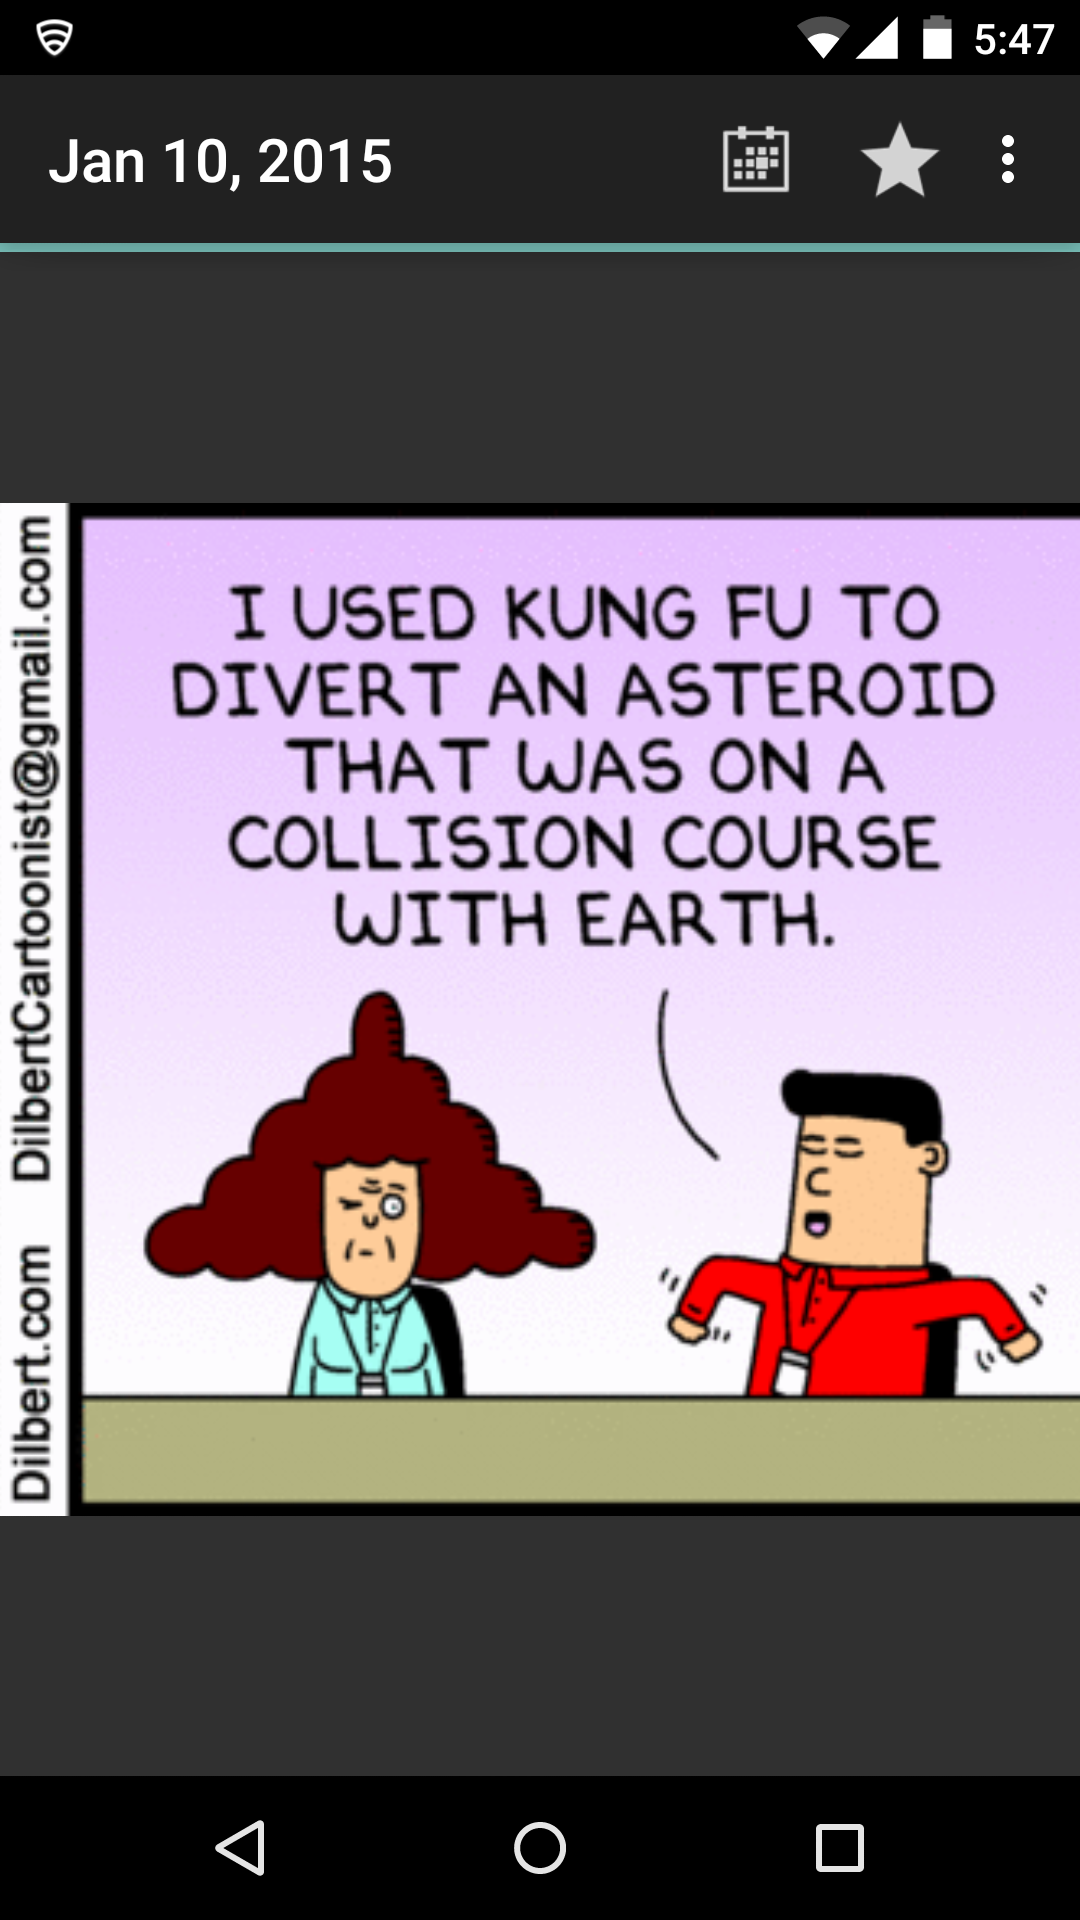 5:47
Jan 10, 2015
I USED KUNG FU TO
DIVERT AN ASTEROID
THAT WAS ON A
COLLISION COURSE
WITH EARTH.
Dilbert.com DilbertCartoonist@gmail.com